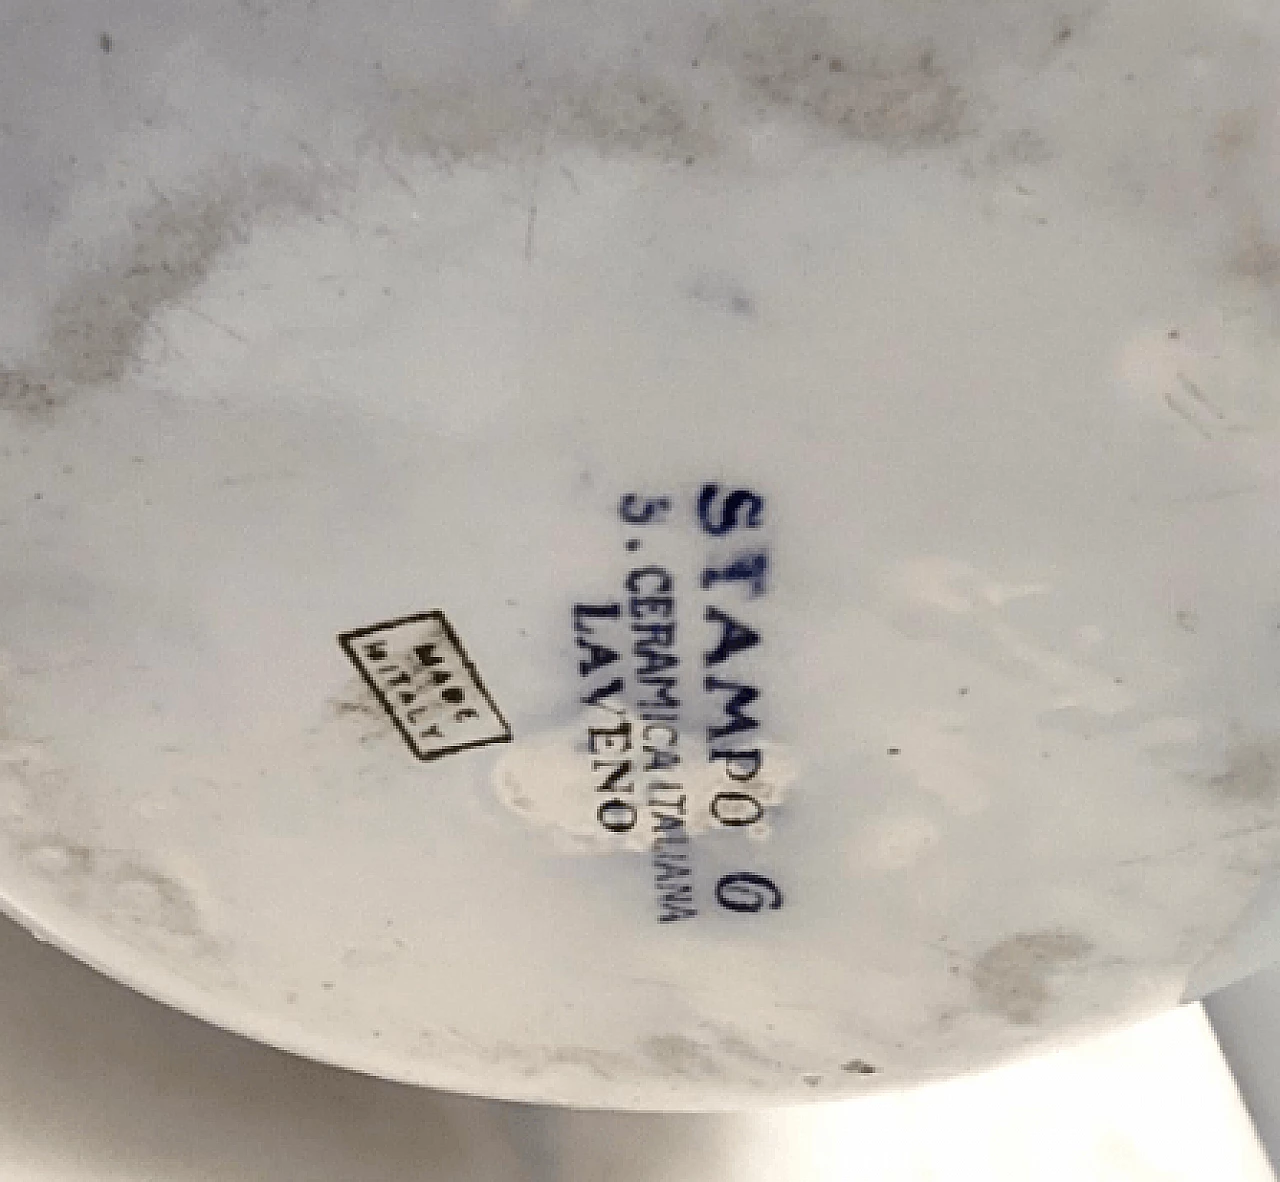 STAMPO 6
S. CERAMICA ITALIANA
LAVENO
MADE
IN ITALY